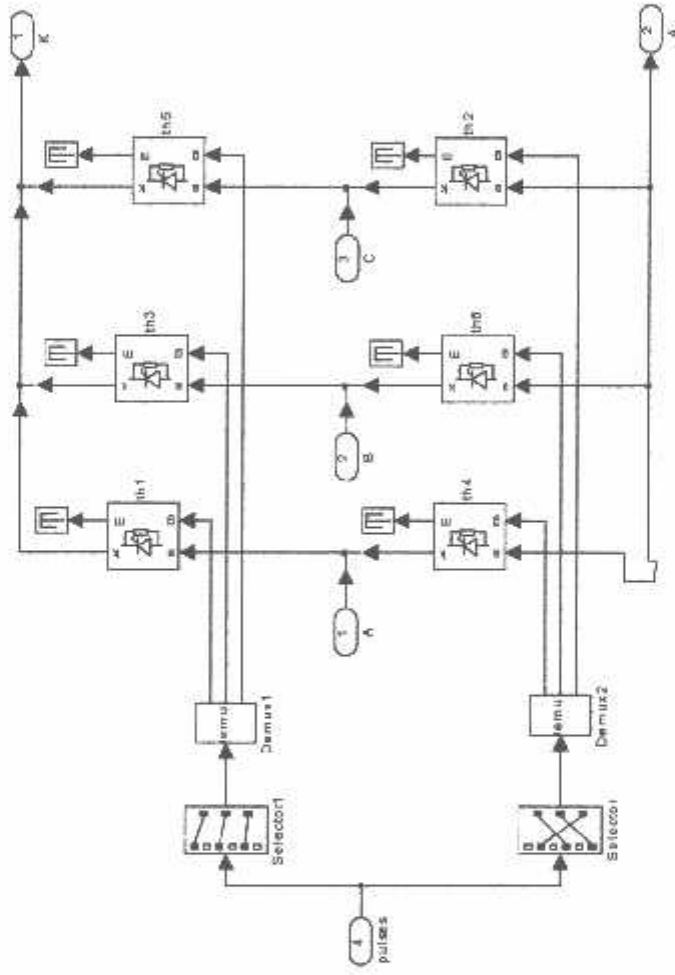 1
K
th5
E
g
a
th3
E
g
a
th1
E
g
a
3
C
2
B
1
A
th2
E
g
a
th6
E
g
a
th4
E
g
a
2
A
Demux1
Selector1
Demux2
Selector
4
pulses